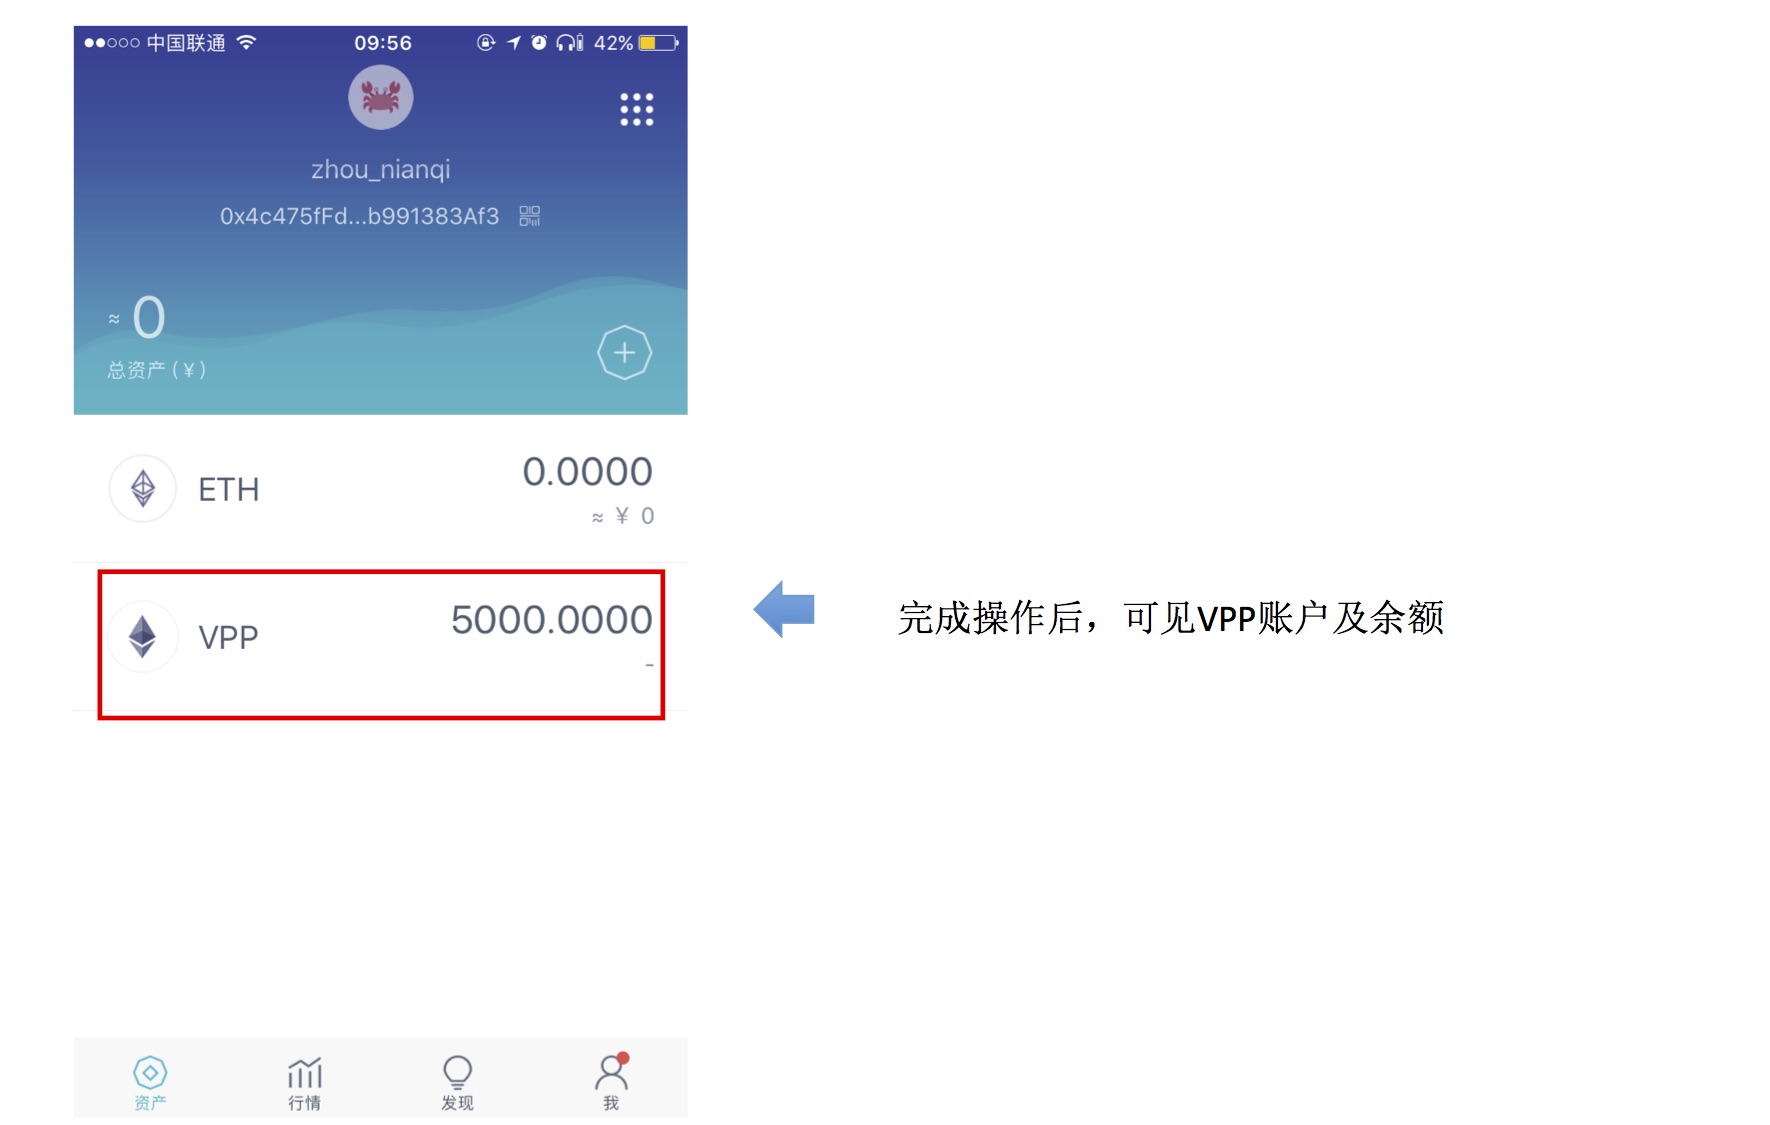 中国联通 09:56 42%
zhou_nianqi
0x4c475fFd...b991383Af3
≈ 0
总资产 (¥)
ETH 0.0000
≈ ¥ 0
VPP 5000.0000
-
完成操作后，可见VPP账户及余额
资产 行情 发现 我